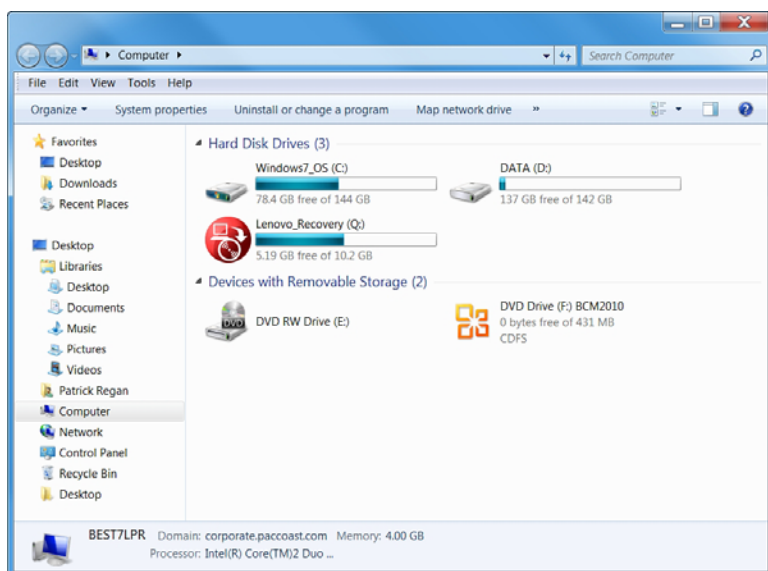 Computer
Search Computer
File Edit View Tools Help
Organize System properties Uninstall or change a program Map network drive »
Favorites
Desktop
Downloads
Recent Places
Desktop
Libraries
Desktop
Documents
Music
Pictures
Videos
Patrick Regan
Computer
Network
Control Panel
Recycle Bin
Desktop
Hard Disk Drives (3)
Windows7_OS (C:)
78.4 GB free of 144 GB
DATA (D:)
137 GB free of 142 GB
Lenovo_Recovery (Q:)
5.19 GB free of 10.2 GB
Devices with Removable Storage (2)
DVD
DVD RW Drive (E:)
DVD Drive (F:) BCM2010
0 bytes free of 431 MB
CDFS
BEST7LPR Domain: corporate.paccoast.com Memory: 4.00 GB
Processor: Intel(R) Core(TM)2 Duo ...